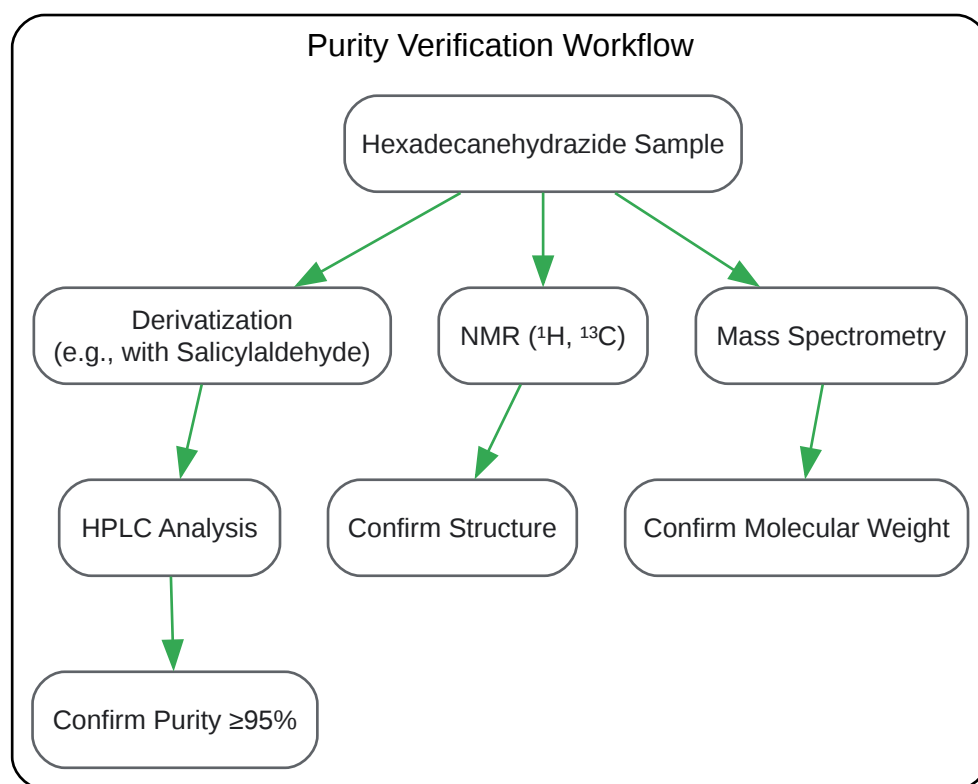 Purity Verification Workflow
Hexadecanehydrazide Sample
Derivatization
(e.g., with Salicylaldehyde)
NMR (¹H, ¹³C)
Mass Spectrometry
HPLC Analysis
Confirm Structure
Confirm Molecular Weight
Confirm Purity ≥95%